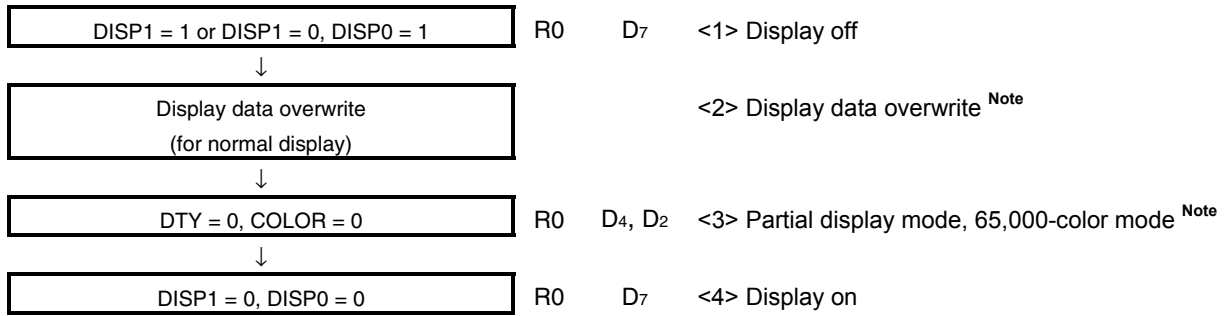 DISP1 = 1 or DISP1 = 0, DISP0 = 1 R0 D7 <1> Display off
↓
Display data overwrite <2> Display data overwrite Note
(for normal display)
↓
DTY = 0, COLOR = 0 R0 D4, D2 <3> Partial display mode, 65,000-color mode Note
↓
DISP1 = 0, DISP0 = 0 R0 D7 <4> Display on